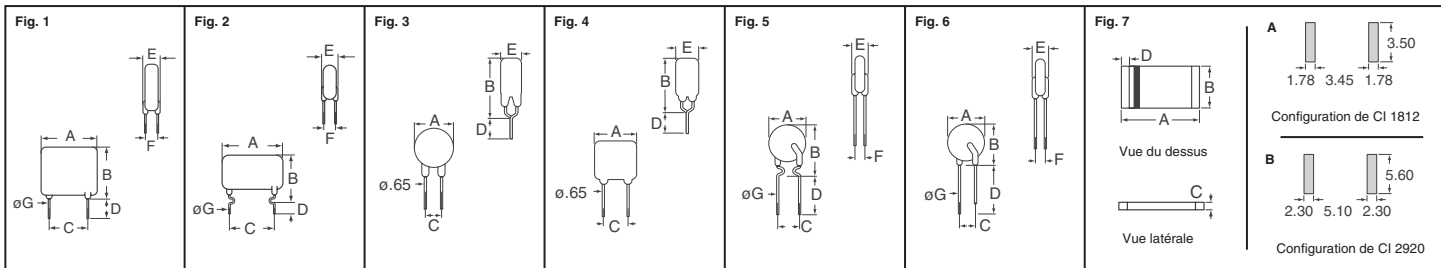 Fig. 1
E
F
A
B
D
øG
C
Fig. 2
E
F
A
B
D
øG
C
Fig. 3
E
B
D
A
ø.65
C
Fig. 4
E
B
D
A
ø.65
C
Fig. 5
E
F
A
B
D
øG
C
Fig. 6
E
F
A
B
D
øG
C
Fig. 7
D
B
A
Vue du dessus
C
Vue latérale
A
3.50
1.78 3.45 1.78
Configuration de CI 1812
B
5.60
2.30 5.10 2.30
Configuration de CI 2920